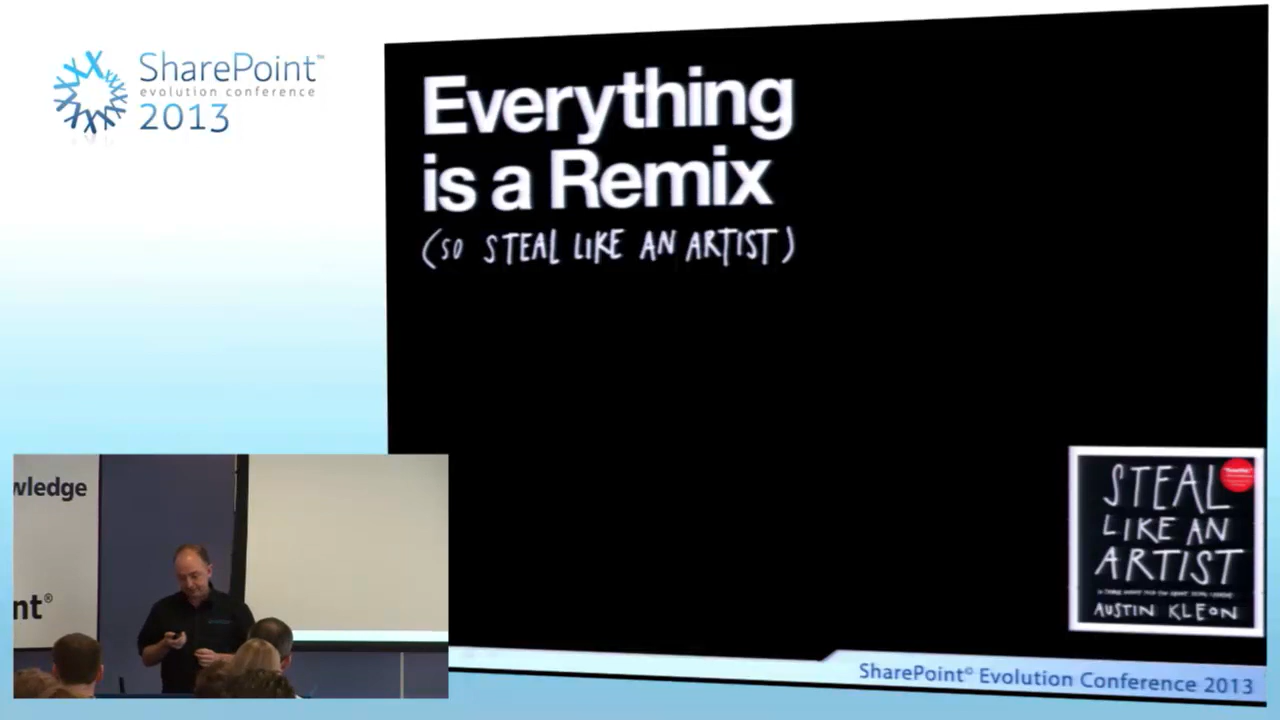 SharePoint™
evolution conference
2013
Everything
is a Remix
(SO STEAL LIKE AN ARTIST)
wledge
nt®
STEAL
LIKE AN
ARTIST
AUSTIN KLEON
SharePoint© Evolution Conference 2013